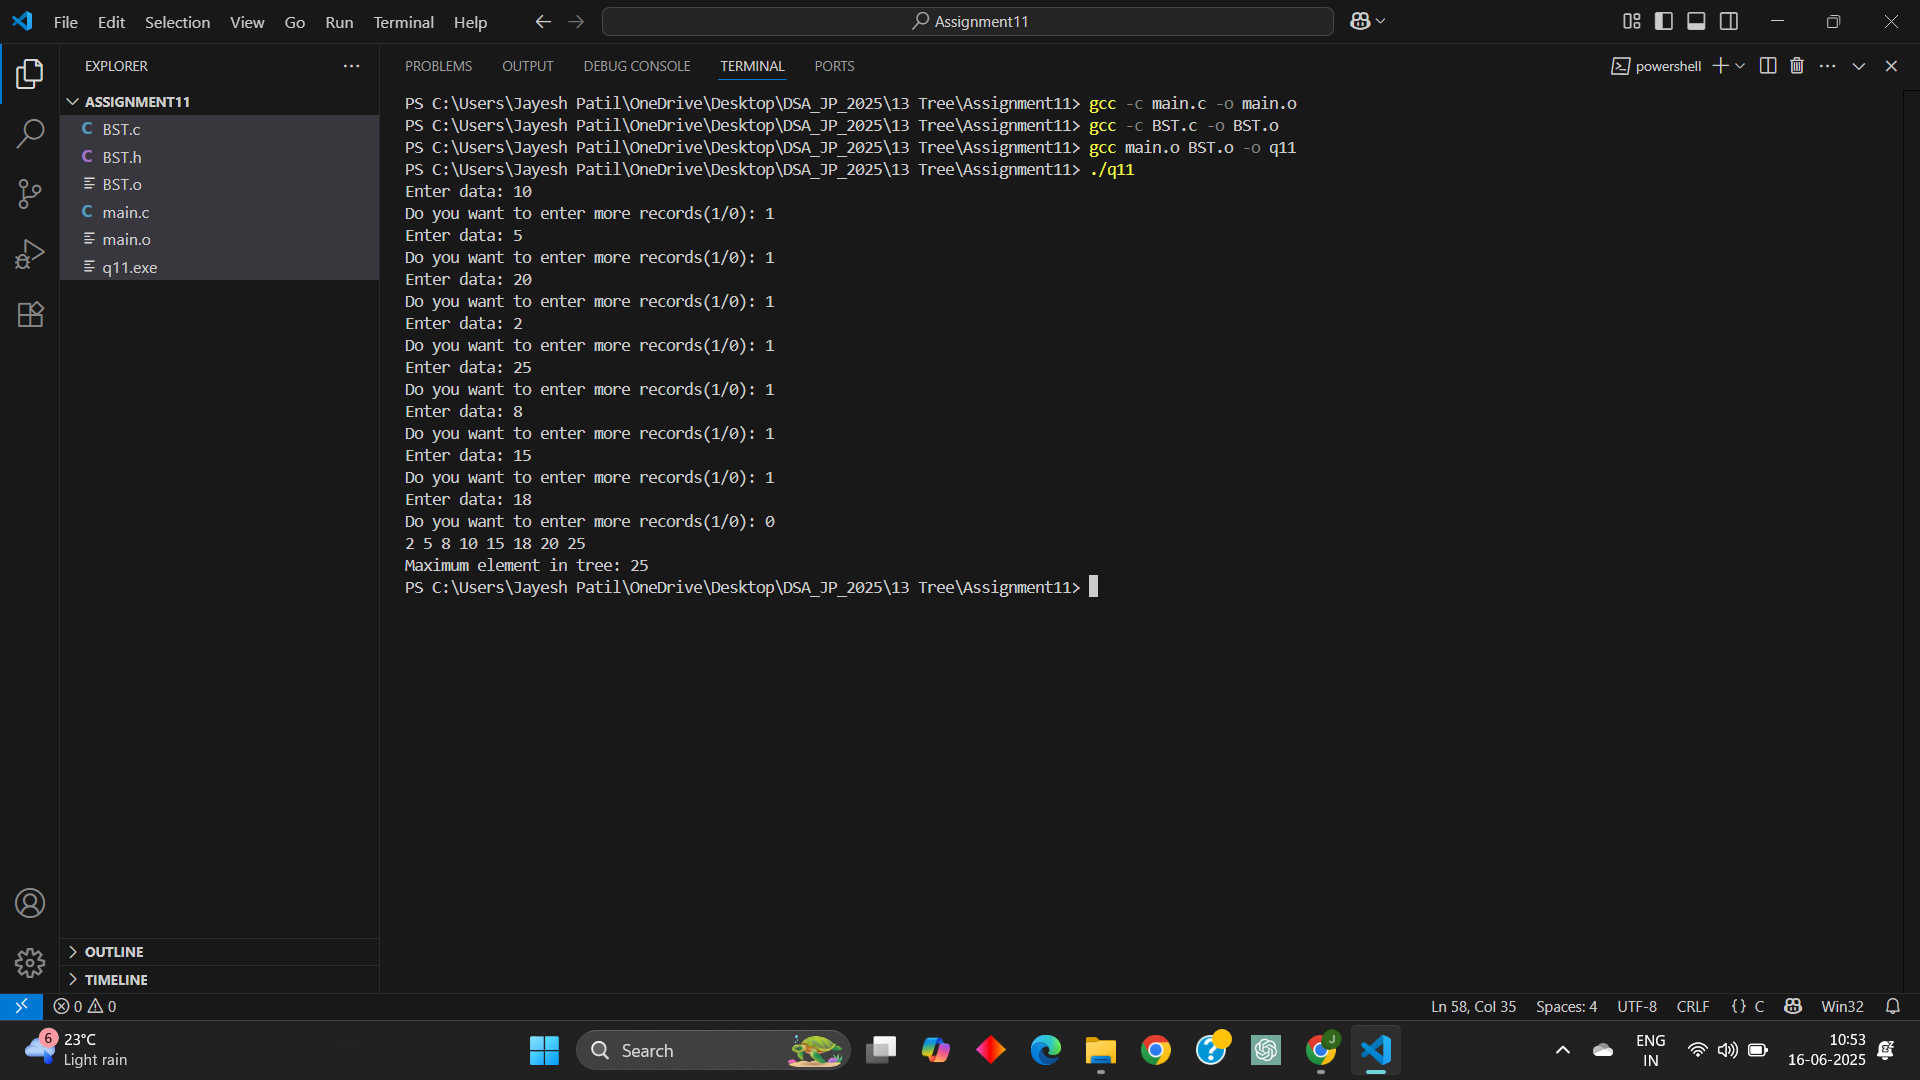 File Edit Selection View Go Run Terminal Help
Assignment11
EXPLORER
ASSIGNMENT11
C BST.c
C BST.h
BST.o
C main.c
main.o
q11.exe
OUTLINE
TIMELINE
PROBLEMS OUTPUT DEBUG CONSOLE TERMINAL PORTS
powershell
PS C:\Users\Jayesh Patil\OneDrive\Desktop\DSA_JP_2025\13 Tree\Assignment11> gcc -c main.c -o main.o
PS C:\Users\Jayesh Patil\OneDrive\Desktop\DSA_JP_2025\13 Tree\Assignment11> gcc -c BST.c -o BST.o
PS C:\Users\Jayesh Patil\OneDrive\Desktop\DSA_JP_2025\13 Tree\Assignment11> gcc main.o BST.o -o q11
PS C:\Users\Jayesh Patil\OneDrive\Desktop\DSA_JP_2025\13 Tree\Assignment11> ./q11
Enter data: 10
Do you want to enter more records(1/0): 1
Enter data: 5
Do you want to enter more records(1/0): 1
Enter data: 20
Do you want to enter more records(1/0): 1
Enter data: 2
Do you want to enter more records(1/0): 1
Enter data: 25
Do you want to enter more records(1/0): 1
Enter data: 8
Do you want to enter more records(1/0): 1
Enter data: 15
Do you want to enter more records(1/0): 1
Enter data: 18
Do you want to enter more records(1/0): 0
2 5 8 10 15 18 20 25
Maximum element in tree: 25
PS C:\Users\Jayesh Patil\OneDrive\Desktop\DSA_JP_2025\13 Tree\Assignment11>
0 0
Ln 58, Col 35 Spaces: 4 UTF-8 CRLF {} C Win32
6
23°C
Light rain
Search
J
ENG
IN
10:53
16-06-2025